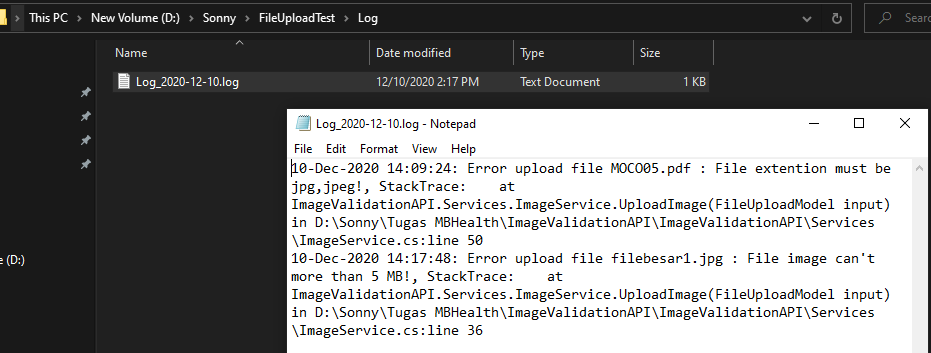 This PC > New Volume (D:) > Sonny > FileUploadTest > Log
Name Date modified Type Size
Log_2020-12-10.log 12/10/2020 2:17 PM Text Document 1 KB
Log_2020-12-10.log - Notepad
File Edit Format View Help
10-Dec-2020 14:09:24: Error upload file MOCO05.pdf : File extention must be
jpg,jpeg!, StackTrace:    at
ImageValidationAPI.Services.ImageService.UploadImage(FileUploadModel input)
in D:\Sonny\Tugas MBHealth\ImageValidationAPI\ImageValidationAPI\Services
\ImageService.cs:line 50
10-Dec-2020 14:17:48: Error upload file filebesar1.jpg : File image can't
more than 5 MB!, StackTrace:    at
ImageValidationAPI.Services.ImageService.UploadImage(FileUploadModel input)
in D:\Sonny\Tugas MBHealth\ImageValidationAPI\ImageValidationAPI\Services
\ImageService.cs:line 36
(D:)